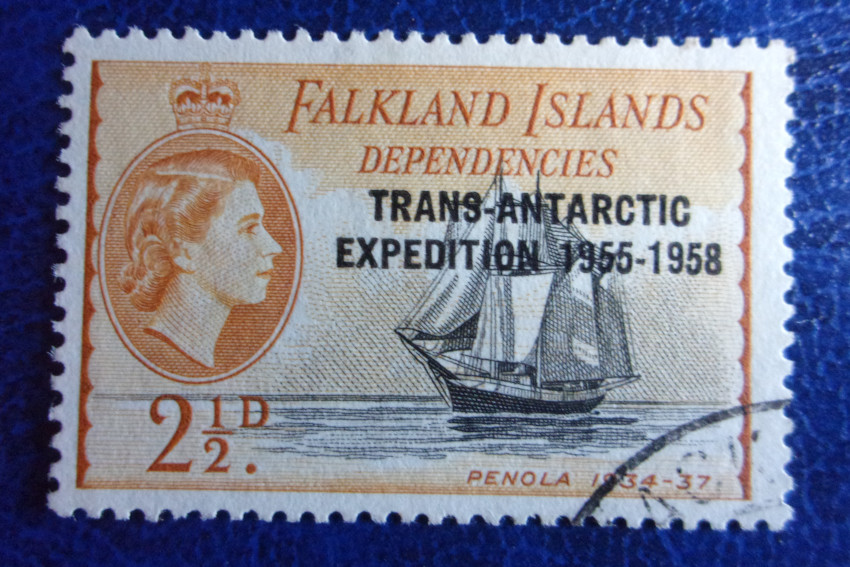 FALKLAND ISLANDS
DEPENDENCIES
TRANS-ANTARCTIC
EXPEDITION 1955-1958
2½D.
PENOLA 1934-37